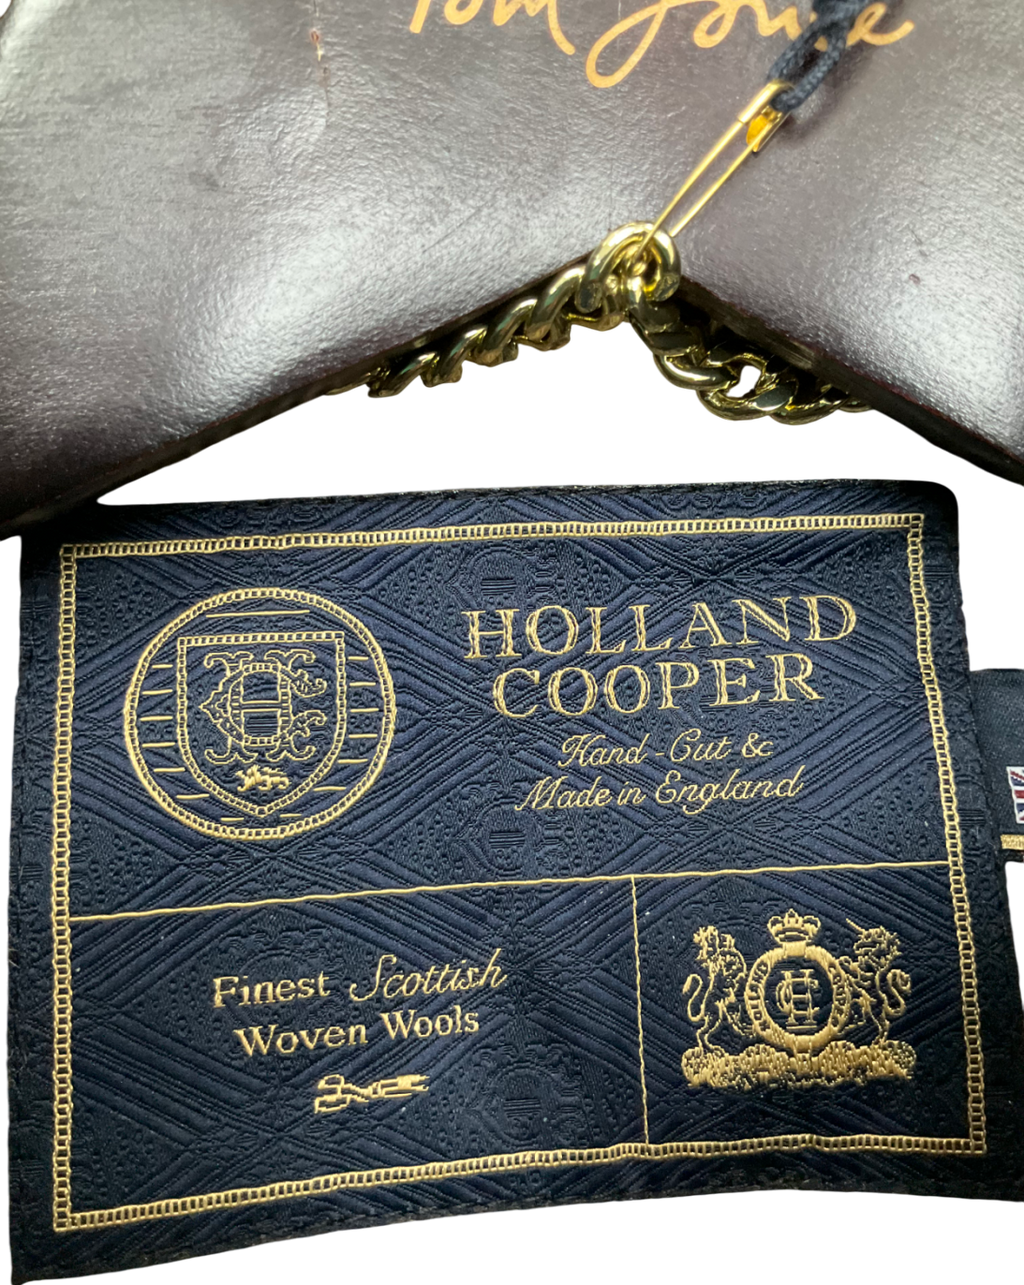 HOLLAND
COOPER
Hand-Cut &
Made in England
Finest Scottish
Woven Wools